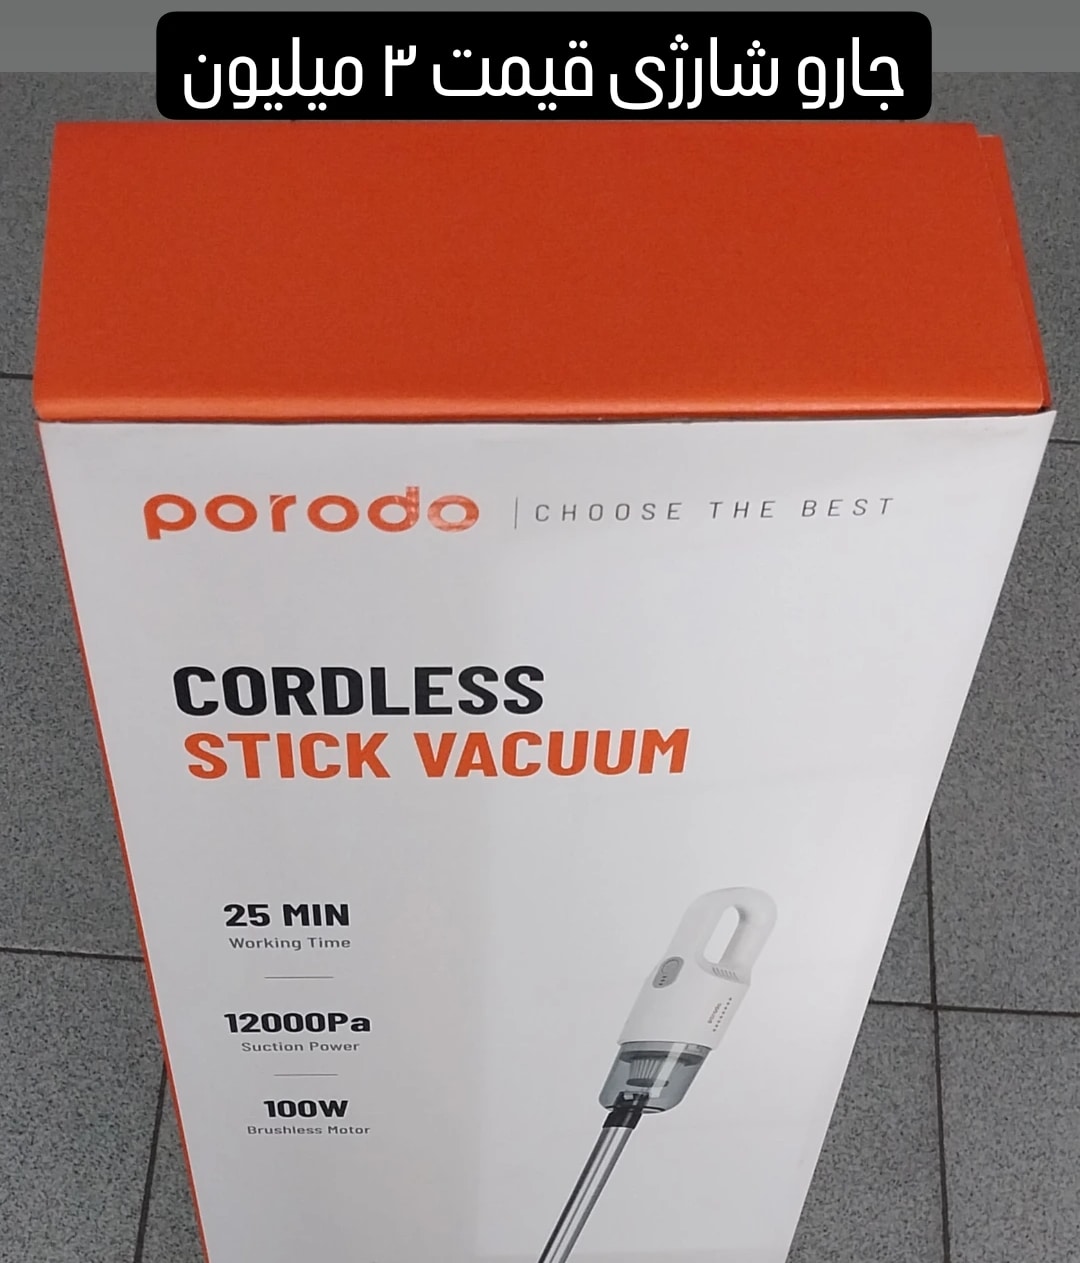 جارو شارژی قیمت ۳ میلیون
porodo | CHOOSE THE BEST
CORDLESS
STICK VACUUM
25 MIN
Working Time
12000Pa
Suction Power
100W
Brushless Motor